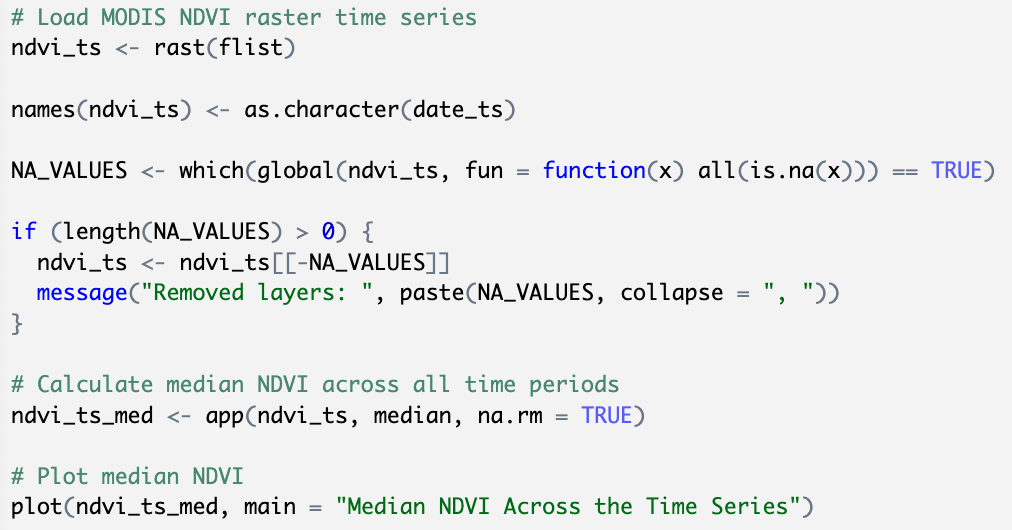 # Load MODIS NDVI raster time series
ndvi_ts <- rast(flist)

names(ndvi_ts) <- as.character(date_ts)

NA_VALUES <- which(global(ndvi_ts, fun = function(x) all(is.na(x))) == TRUE)

if (length(NA_VALUES) > 0) {
  ndvi_ts <- ndvi_ts[[-NA_VALUES]]
  message("Removed layers: ", paste(NA_VALUES, collapse = ", "))
}

# Calculate median NDVI across all time periods
ndvi_ts_med <- app(ndvi_ts, median, na.rm = TRUE)

# Plot median NDVI
plot(ndvi_ts_med, main = "Median NDVI Across the Time Series")